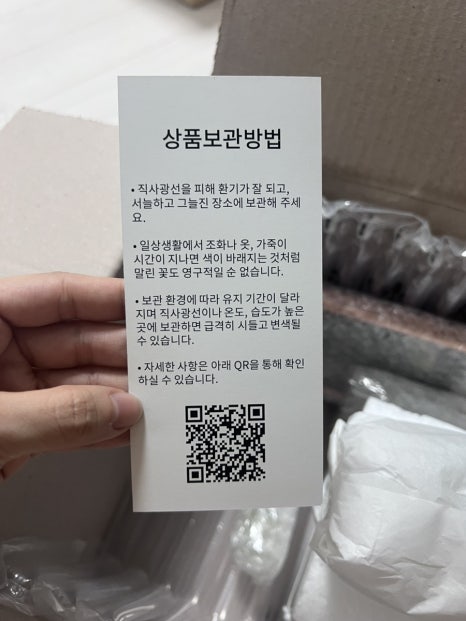 상품보관방법
• 직사광선을 피해 환기가 잘 되고,
서늘하고 그늘진 장소에 보관해 주세
요.
• 일상생활에서 조화나 옷, 가죽이
시간이 지나면 색이 바래지는 것처럼
말린 꽃도 영구적일 순 없습니다.
• 보관 환경에 따라 유지 기간이 달라
지며 직사광선이나 온도, 습도가 높은
곳에 보관하면 급격히 시들고 변색될
수 있습니다.
• 자세한 사항은 아래 QR을 통해 확인
하실 수 있습니다.